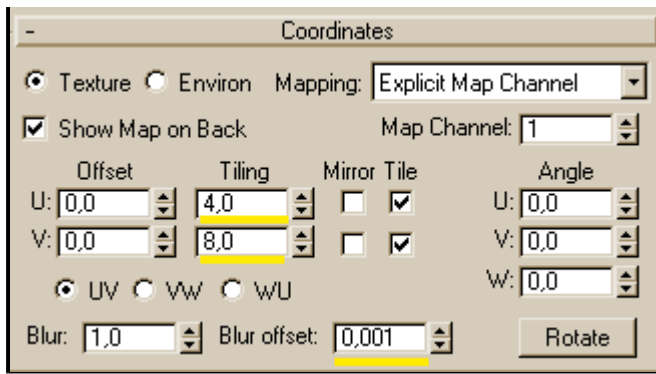 - Coordinates
Texture Environ Mapping: Explicit Map Channel
Show Map on Back Map Channel: 1
Offset Tiling Mirror Tile Angle
U: 0,0 4,0 U: 0,0
V: 0,0 8,0 V: 0,0
UV VW WU W: 0,0
Blur: 1,0 Blur offset: 0,001 Rotate